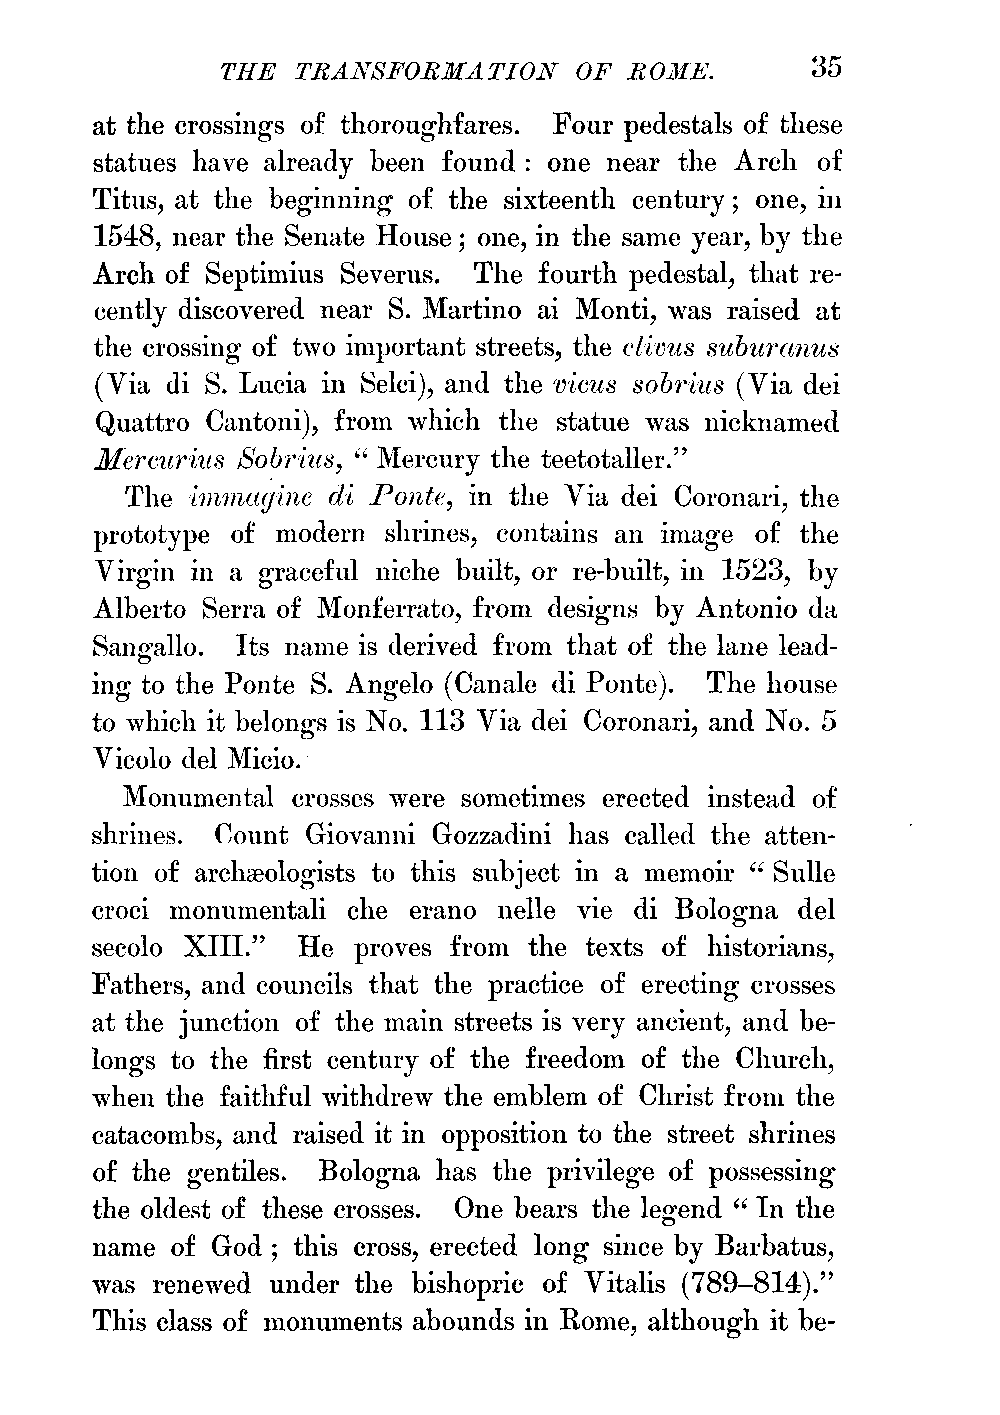 THE TRANSFORMATION OF ROME. 35
at the crossings of thoroughfares. Four pedestals of these
statues have already been found : one near the Arch of
Titus, at the beginning of the sixteenth century ; one, in
1548, near the Senate House ; one, in the same year, by the
Arch of Septimius Severus. The fourth pedestal, that re-
cently discovered near S. Martino ai Monti, was raised at
the crossing of two important streets, the clivus suburanus
(Via di S. Lucia in Selci), and the vicus sobrius (Via dei
Quattro Cantoni), from which the statue was nicknamed
Mercurius Sobrius, “ Mercury the teetotaller.”
The immagine di Ponte, in the Via dei Coronari, the
prototype of modern shrines, contains an image of the
Virgin in a graceful niche built, or re-built, in 1523, by
Alberto Serra of Monferrato, from designs by Antonio da
Sangallo. Its name is derived from that of the lane lead-
ing to the Ponte S. Angelo (Canale di Ponte). The house
to which it belongs is No. 113 Via dei Coronari, and No. 5
Vicolo del Micio.
Monumental crosses were sometimes erected instead of
shrines. Count Giovanni Gozzadini has called the atten-
tion of archæologists to this subject in a memoir “ Sulle
croci monumentali che erano nelle vie di Bologna del
secolo XIII.” He proves from the texts of historians,
Fathers, and councils that the practice of erecting crosses
at the junction of the main streets is very ancient, and be-
longs to the first century of the freedom of the Church,
when the faithful withdrew the emblem of Christ from the
catacombs, and raised it in opposition to the street shrines
of the gentiles. Bologna has the privilege of possessing
the oldest of these crosses. One bears the legend “ In the
name of God ; this cross, erected long since by Barbatus,
was renewed under the bishopric of Vitalis (789–814).”
This class of monuments abounds in Rome, although it be-